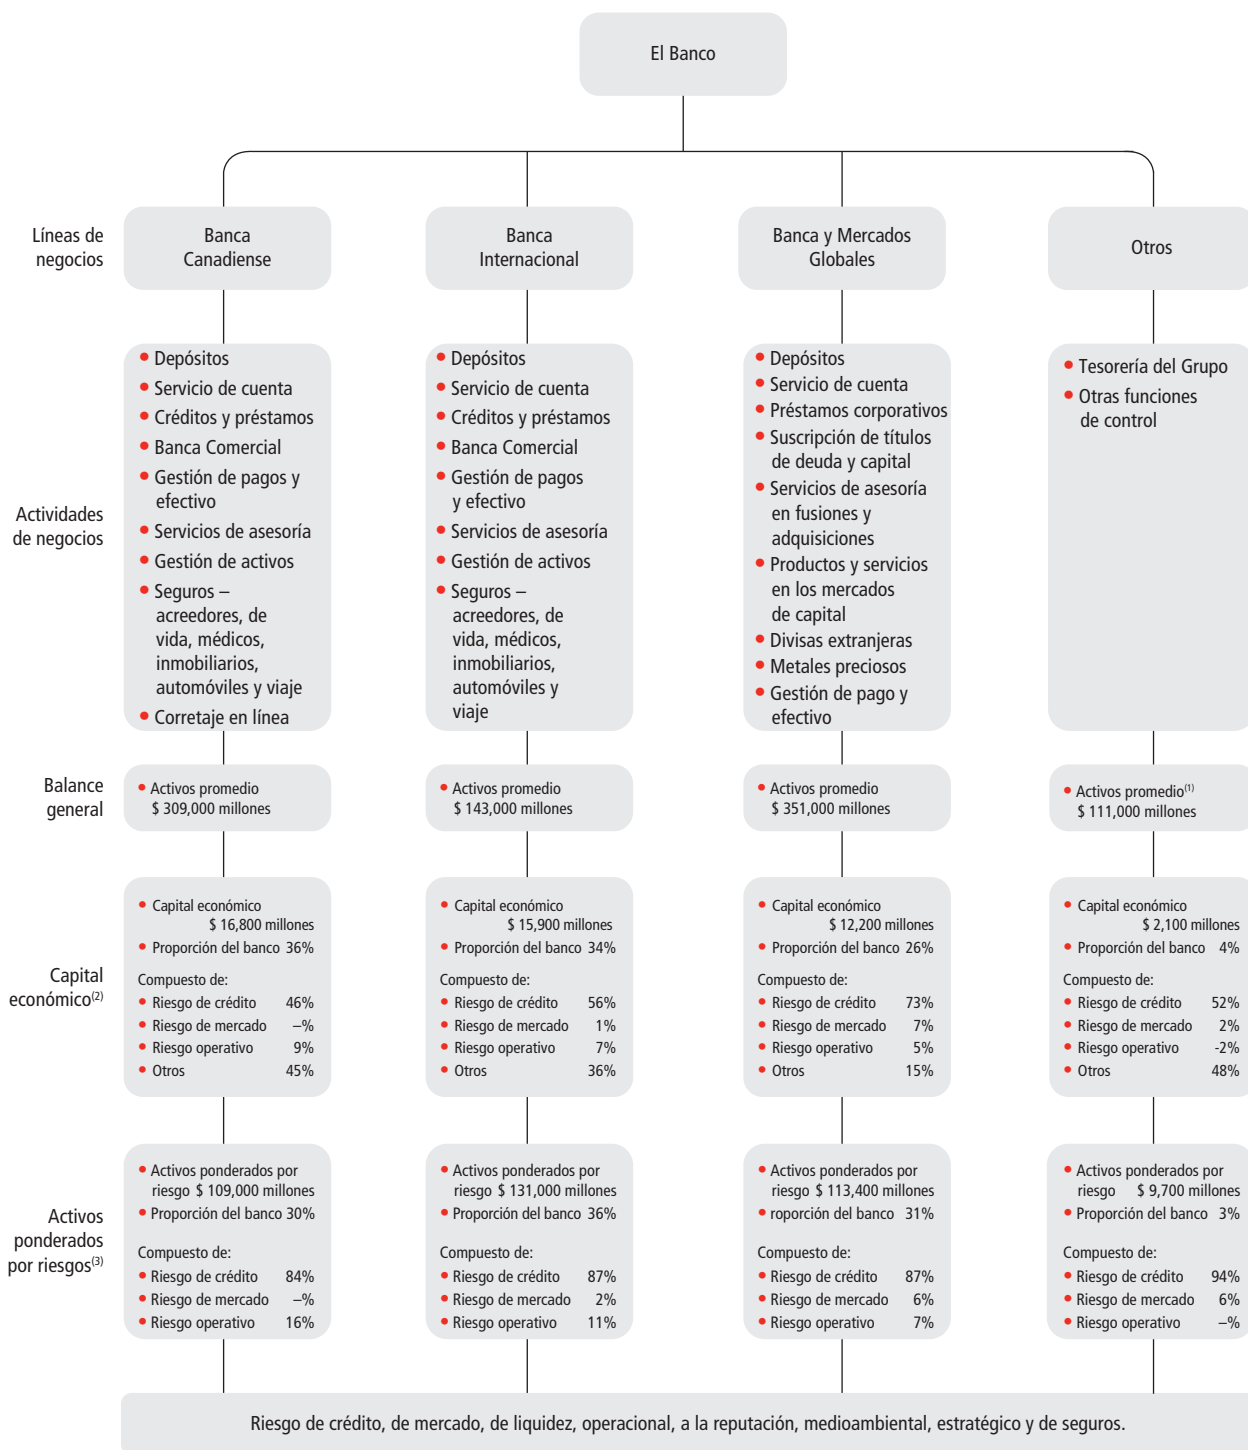 El Banco
Líneas de
negocios
Banca
Canadiense
Banca
Internacional
Banca y Mercados
Globales
Otros
Actividades
de negocios
• Depósitos
• Servicio de cuenta
• Créditos y préstamos
• Banca Comercial
• Gestión de pagos y
efectivo
• Servicios de asesoría
• Gestión de activos
• Seguros –
acreedores, de
vida, médicos,
inmobiliarios,
automóviles y viaje
• Corretaje en línea
• Depósitos
• Servicio de cuenta
• Créditos y préstamos
• Banca Comercial
• Gestión de pagos
y efectivo
• Servicios de asesoría
• Gestión de activos
• Seguros –
acreedores, de
vida, médicos,
inmobiliarios,
automóviles y
viaje
• Depósitos
• Servicio de cuenta
• Préstamos corporativos
• Suscripción de títulos
de deuda y capital
• Servicios de asesoría
en fusiones y
adquisiciones
• Productos y servicios
en los mercados
de capital
• Divisas extranjeras
• Metales preciosos
• Gestión de pago y
efectivo
• Tesorería del Grupo
• Otras funciones
de control
Balance
general
• Activos promedio
$ 309,000 millones
• Activos promedio
$ 143,000 millones
• Activos promedio
$ 351,000 millones
• Activos promedio(1)
$ 111,000 millones
Capital
económico(2)
• Capital económico
$ 16,800 millones
• Proporción del banco 36%
Compuesto de:
• Riesgo de crédito 46%
• Riesgo de mercado –%
• Riesgo operativo 9%
• Otros 45%
• Capital económico
$ 15,900 millones
• Proporción del banco 34%
Compuesto de:
• Riesgo de crédito 56%
• Riesgo de mercado 1%
• Riesgo operativo 7%
• Otros 36%
• Capital económico
$ 12,200 millones
• Proporción del banco 26%
Compuesto de:
• Riesgo de crédito 73%
• Riesgo de mercado 7%
• Riesgo operativo 5%
• Otros 15%
• Capital económico
$ 2,100 millones
• Proporción del banco 4%
Compuesto de:
• Riesgo de crédito 52%
• Riesgo de mercado 2%
• Riesgo operativo -2%
• Otros 48%
Activos
ponderados
por riesgos(3)
• Activos ponderados por
riesgo $ 109,000 millones
• Proporción del banco 30%
Compuesto de:
• Riesgo de crédito 84%
• Riesgo de mercado –%
• Riesgo operativo 16%
• Activos ponderados por
riesgo $ 131,000 millones
• Proporción del banco 36%
Compuesto de:
• Riesgo de crédito 87%
• Riesgo de mercado 2%
• Riesgo operativo 11%
• Activos ponderados por
riesgo $ 113,400 millones
• roporción del banco 31%
Compuesto de:
• Riesgo de crédito 87%
• Riesgo de mercado 6%
• Riesgo operativo 7%
• Activos ponderados por
riesgo $ 9,700 millones
• Proporción del banco 3%
Compuesto de:
• Riesgo de crédito 94%
• Riesgo de mercado 6%
• Riesgo operativo –%
Riesgo de crédito, de mercado, de liquidez, operacional, a la reputación, medioambiental, estratégico y de seguros.